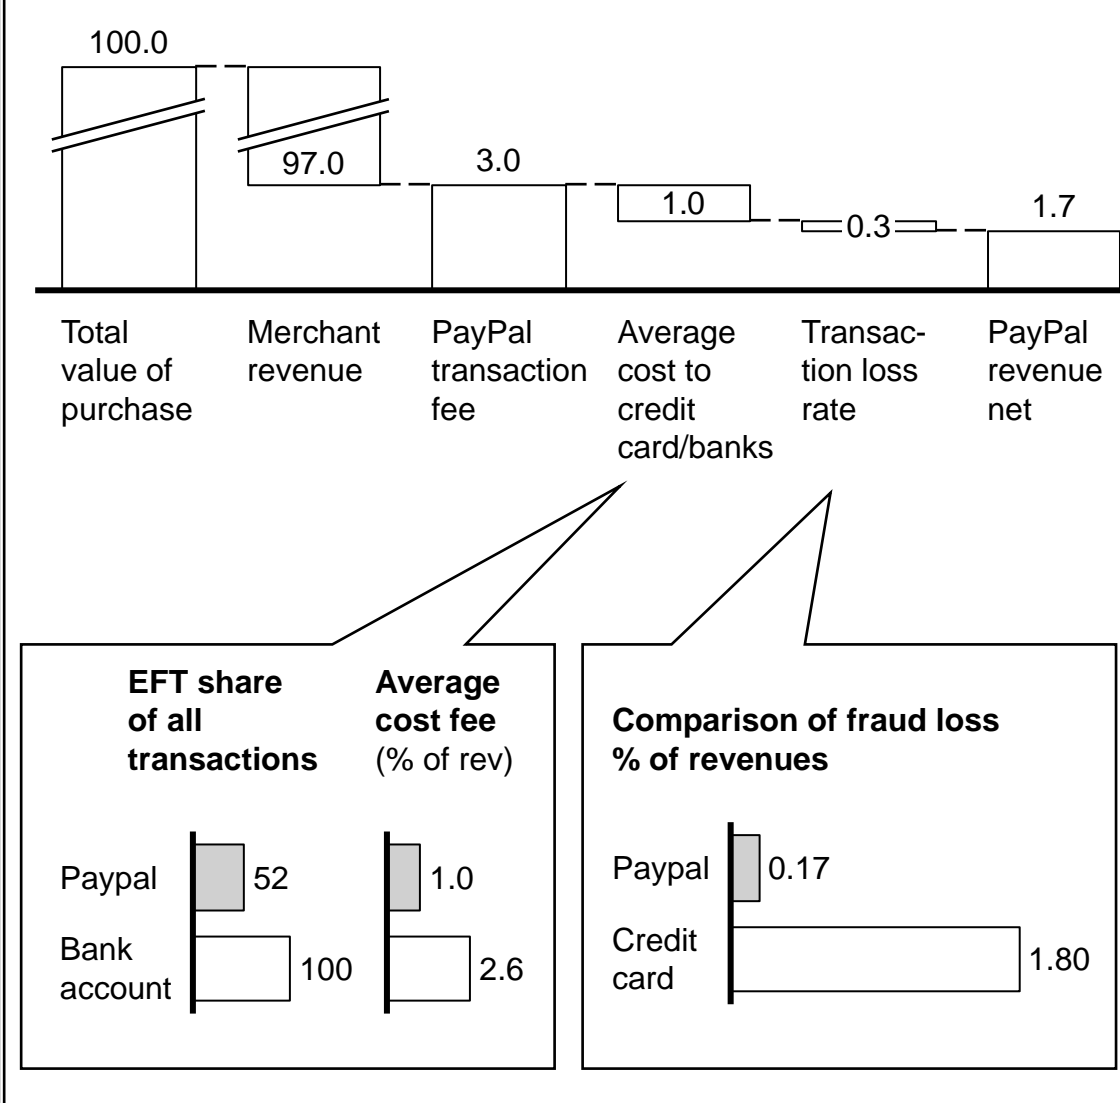 100.0
97.0
3.0
1.0
0.3
1.7
Total
value of
purchase
Merchant
revenue
PayPal
transaction
fee
Average
cost to
credit
card/banks
Transac-
tion loss
rate
PayPal
revenue
net
EFT share
of all
transactions
Average
cost fee
(% of rev)
Paypal
52
1.0
Bank
account
100
2.6
Comparison of fraud loss
% of revenues
Paypal
0.17
Credit
card
1.80